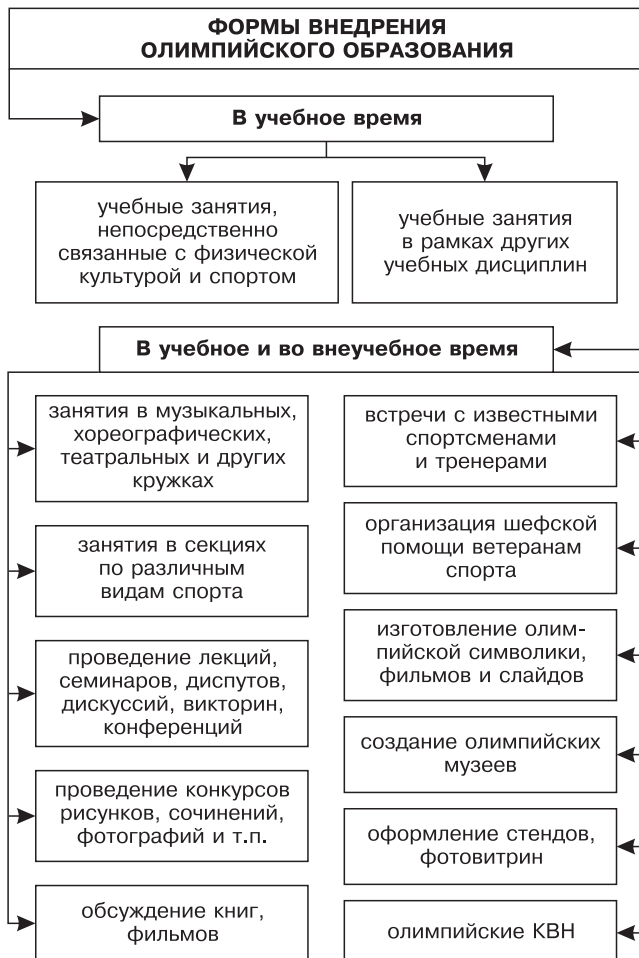 ФОРМЫ ВНЕДРЕНИЯ
ОЛИМПИЙСКОГО ОБРАЗОВАНИЯ
В учебное время
учебные занятия,
непосредственно
связанные с физической
культурой и спортом
учебные занятия
в рамках других
учебных дисциплин
В учебное и во внеучебное время
занятия в музыкальных,
хореографических,
театральных и других
кружках
занятия в секциях
по различным
видам спорта
проведение лекций,
семинаров, диспутов,
дискуссий, викторин,
конференций
проведение конкурсов
рисунков, сочинений,
фотографий и т.п.
обсуждение книг,
фильмов
встречи с известными
спортсменами
и тренерами
организация шефской
помощи ветеранам
спорта
изготовление олим-
пийской символики,
фильмов и слайдов
создание олимпийских
музеев
оформление стендов,
фотовитрин
олимпийские КВН